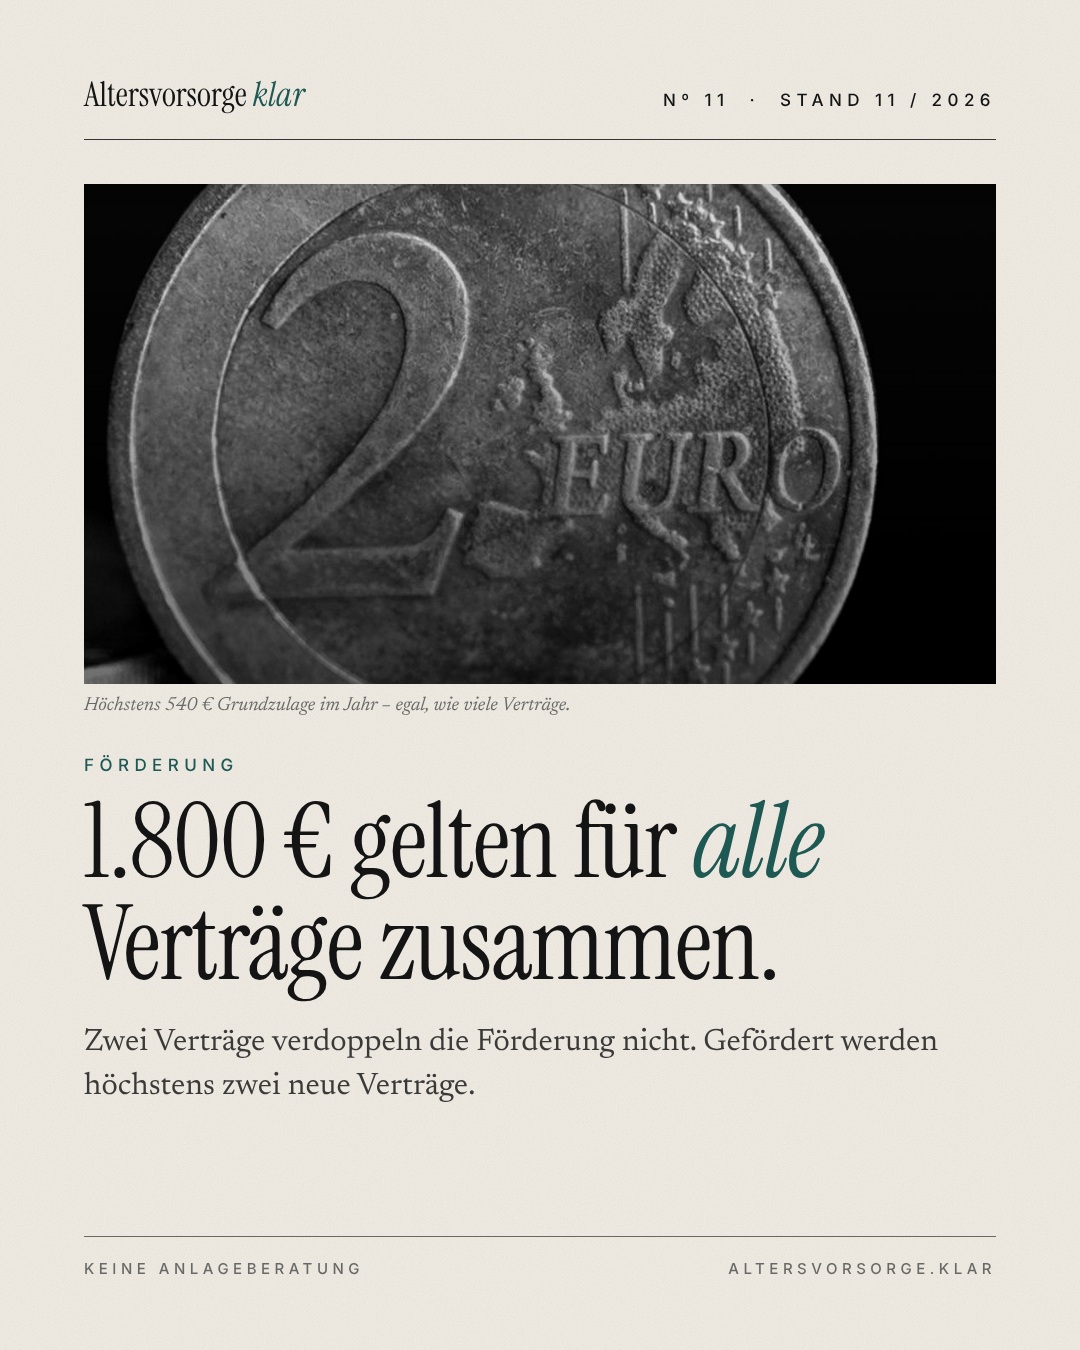 Altersvorsorge klar
Nº 11 · STAND 11 / 2026
2 EURO
Höchstens 540 € Grundzulage im Jahr – egal, wie viele Verträge.
FÖRDERUNG
1.800 € gelten für alle
Verträge zusammen.
Zwei Verträge verdoppeln die Förderung nicht. Gefördert werden
höchstens zwei neue Verträge.
KEINE ANLAGEBERATUNG
ALTERSVORSORGE.KLAR